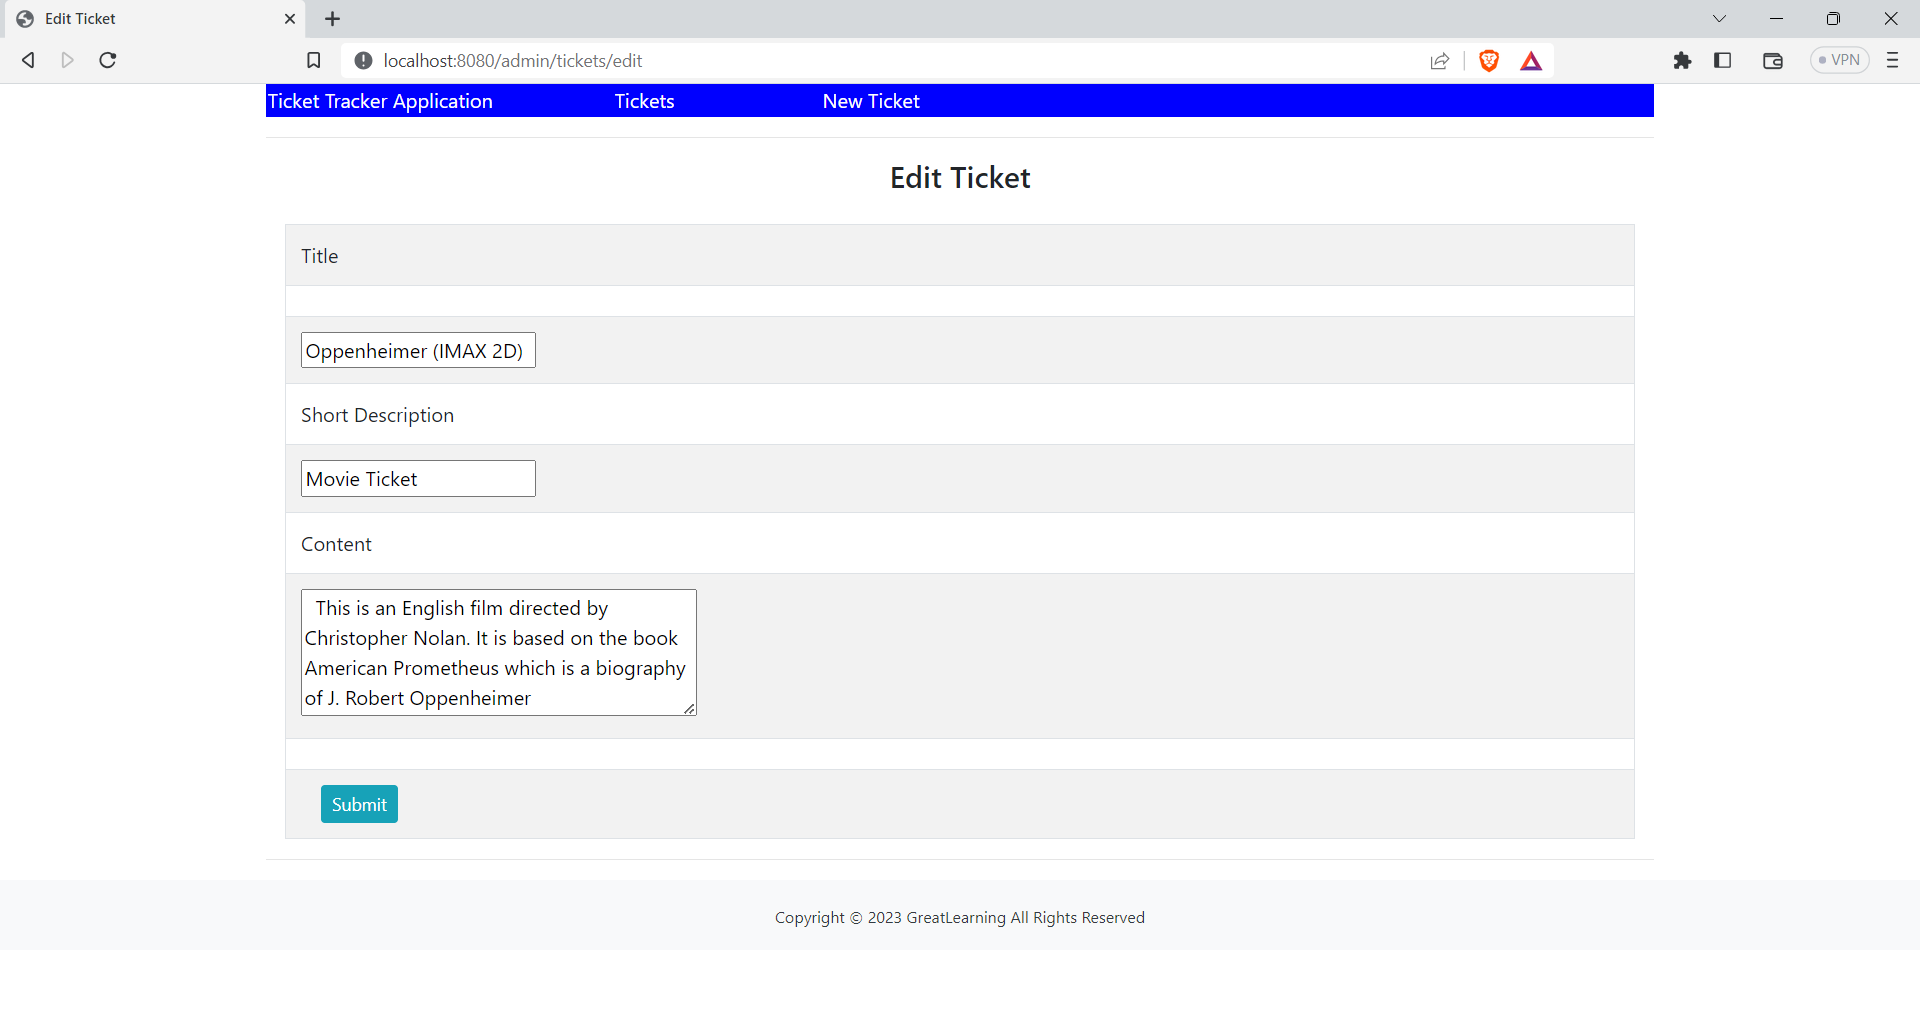 Edit Ticket
localhost:8080/admin/tickets/edit
VPN
Ticket Tracker Application Tickets New Ticket
Edit Ticket
Title
Oppenheimer (IMAX 2D)
Short Description
Movie Ticket
Content
This is an English film directed by
Christopher Nolan. It is based on the book
American Prometheus which is a biography
of J. Robert Oppenheimer
Submit
Copyright © 2023 GreatLearning All Rights Reserved